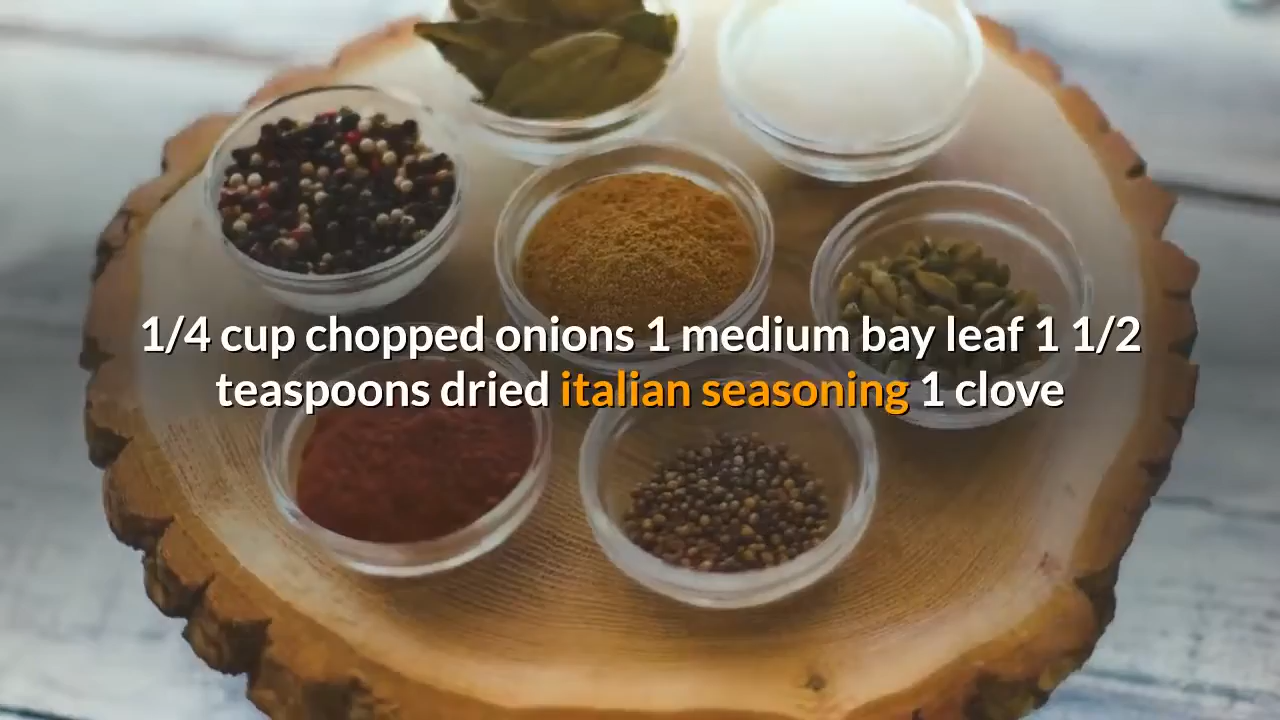 1/4 cup chopped onions 1 medium bay leaf 1 1/2
teaspoons dried italian seasoning 1 clove